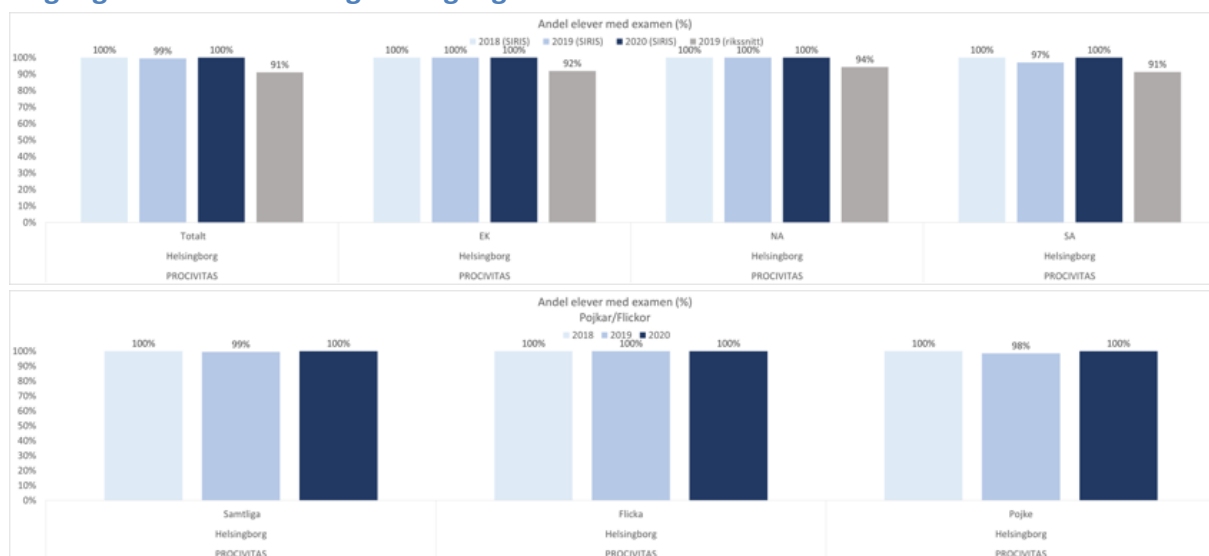 Andel elever med examen (%)
2018 (SIRIS) 2019 (SIRIS) 2020 (SIRIS) 2019 (rikssnitt)
100% 99% 100% 91% 100% 100% 100% 92% 100% 100% 100% 94% 100% 97% 100% 91%
100%
90%
80%
70%
60%
50%
40%
30%
20%
10%
0%
Totalt EK NA SA
Helsingborg Helsingborg Helsingborg Helsingborg
PROCIVITAS PROCIVITAS PROCIVITAS PROCIVITAS
Andel elever med examen (%)
Pojkar/Flickor
2018 2019 2020
100% 99% 100% 100% 100% 100% 100% 98% 100%
100%
90%
80%
70%
60%
50%
40%
30%
20%
10%
0%
Samtliga Flicka Pojke
Helsingborg Helsingborg Helsingborg
PROCIVITAS PROCIVITAS PROCIVITAS